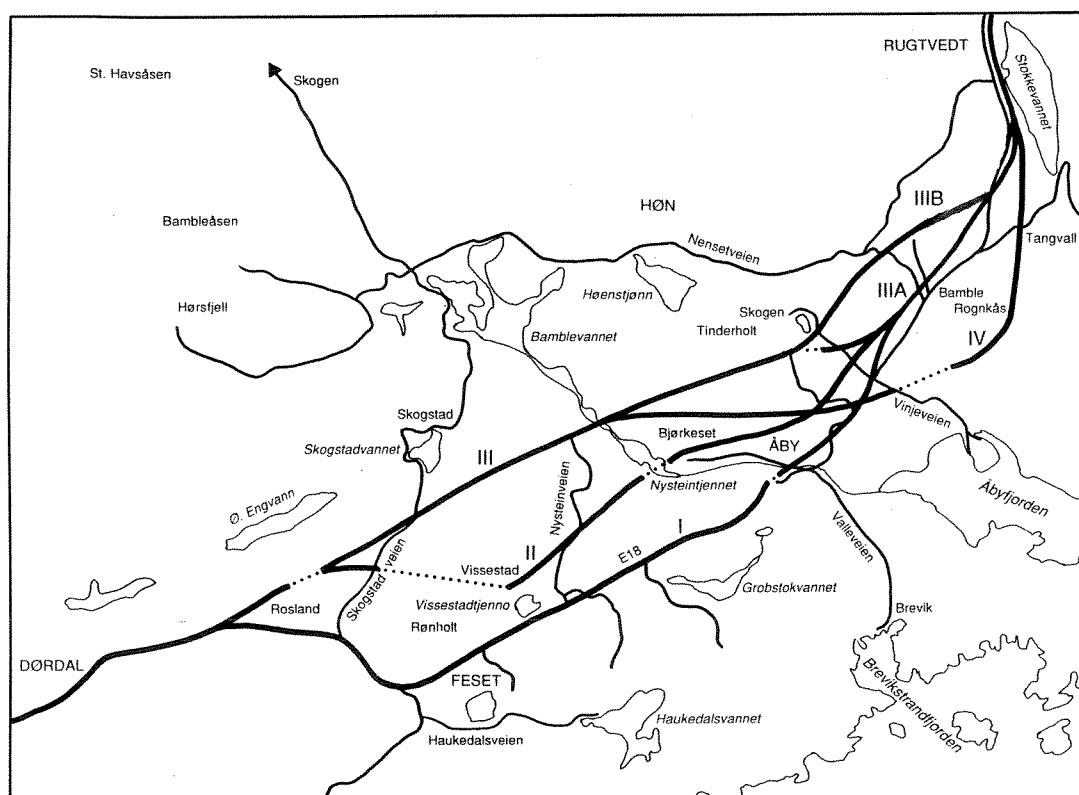 RUGTVEDT
St. Havsåsen
Skogen
Stokkevannet
Bambleåsen
HØN
IIIB
Nensetveien
Tangvall
Hørsfjell
Høenstjønn
IIIA
Bamble
Rognkås
Skogen
Tinderholt
Bamblevannet
IV
Skogstad
Vinjeveien
Bjørkeset
Skogstadvannet
III
ÅBY
Nysteintjennet
Åbyfjorden
Ø. Engvann
Nysteinveien
I
Valleveien
II
E18
Vissestad
Skogstadveien
Grobstokvannet
Rosland
Vissestadtjenno
Rønholt
Brevik
DØRDAL
FESET
Brevikstrandfjorden
Haukedalsvannet
Haukedalsveien